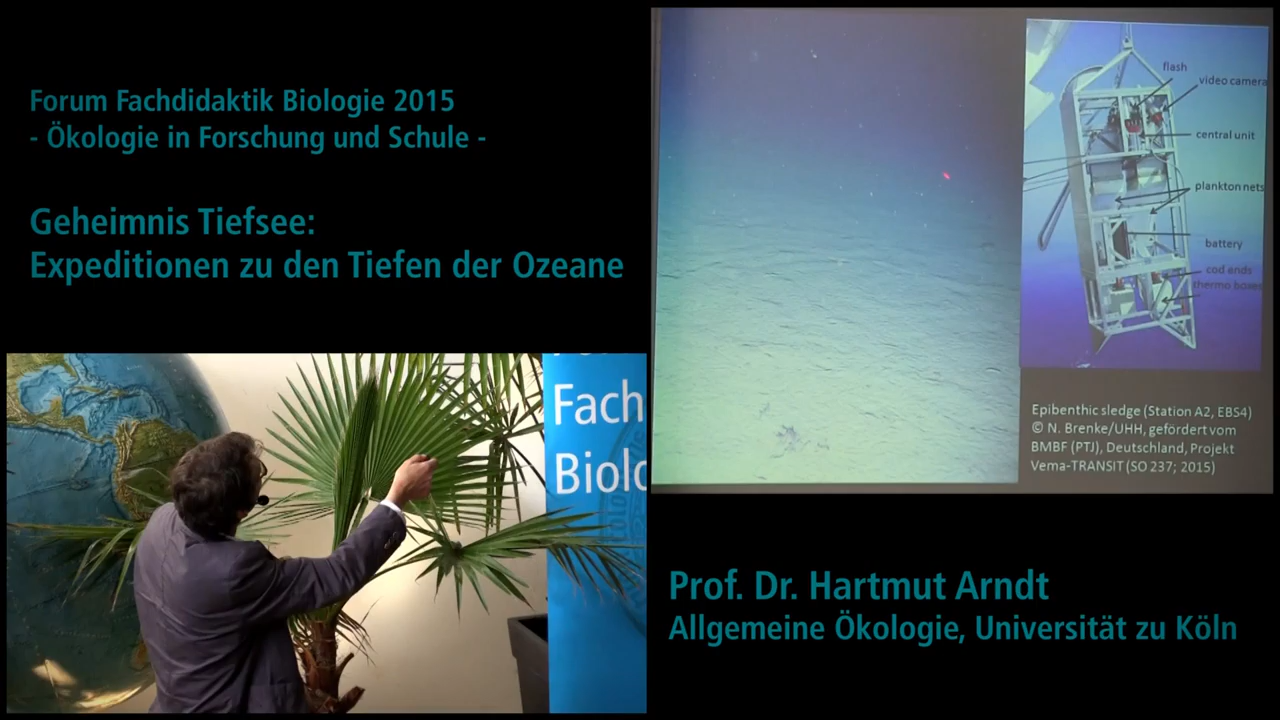 Forum Fachdidaktik Biologie 2015
- Ökologie in Forschung und Schule -
Geheimnis Tiefsee:
Expeditionen zu den Tiefen der Ozeane
flash
video camera
central unit
plankton nets
battery
cod ends
thermo boxes
Epibenthic sledge (Station A2, EBS4)
© N. Brenke/UHH, gefördert vom
BMBF (PTJ), Deutschland, Projekt
Vema-TRANSIT (SO 237; 2015)
Fach
Biolo
Prof. Dr. Hartmut Arndt
Allgemeine Ökologie, Universität zu Köln